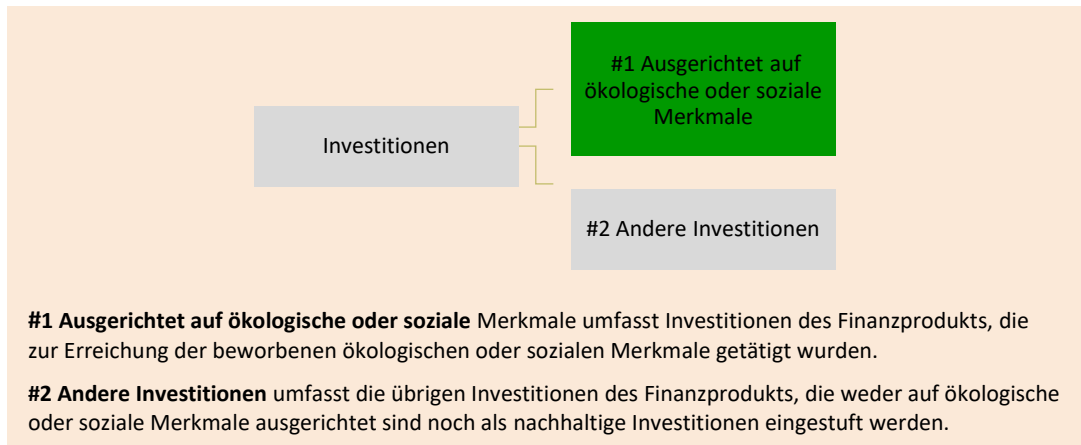 #1 Ausgerichtet auf
ökologische oder soziale
Merkmale
Investitionen
#2 Andere Investitionen
#1 Ausgerichtet auf ökologische oder soziale Merkmale umfasst Investitionen des Finanzprodukts, die
zur Erreichung der beworbenen ökologischen oder sozialen Merkmale getätigt wurden.
#2 Andere Investitionen umfasst die übrigen Investitionen des Finanzprodukts, die weder auf ökologische
oder soziale Merkmale ausgerichtet sind noch als nachhaltige Investitionen eingestuft werden.